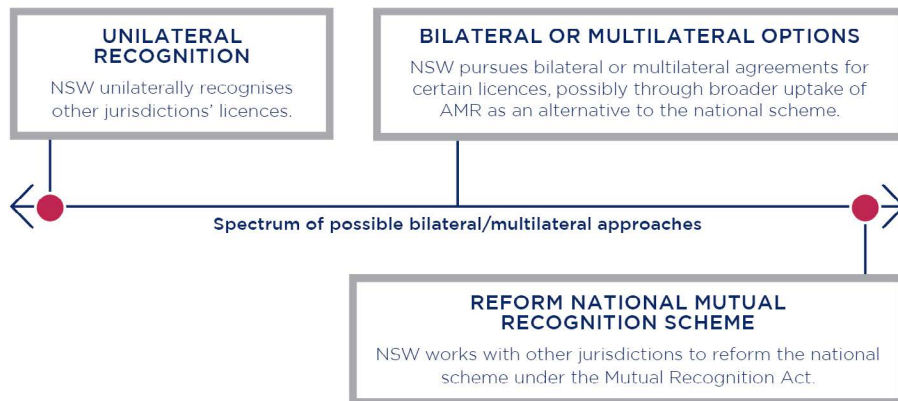 UNILATERAL
RECOGNITION
NSW unilaterally recognises
other jurisdictions’ licences.
BILATERAL OR MULTILATERAL OPTIONS
NSW pursues bilateral or multilateral agreements for
certain licences, possibly through broader uptake of
AMR as an alternative to the national scheme.
Spectrum of possible bilateral/multilateral approaches
REFORM NATIONAL MUTUAL
RECOGNITION SCHEME
NSW works with other jurisdictions to reform the national
scheme under the Mutual Recognition Act.